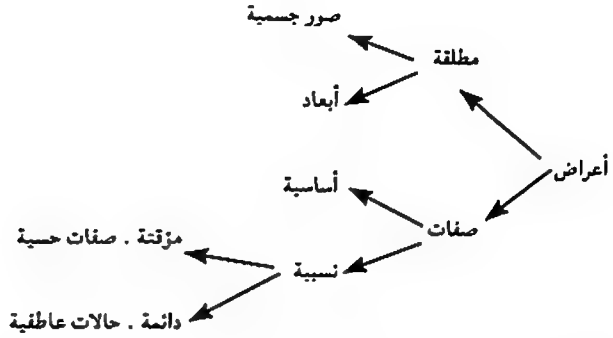 صور جسمية
مطلقة
أبعاد
أعراض
أساسية
صفات
مؤقتة . صفات حسية
نسبية
دائمة . حالات عاطفية